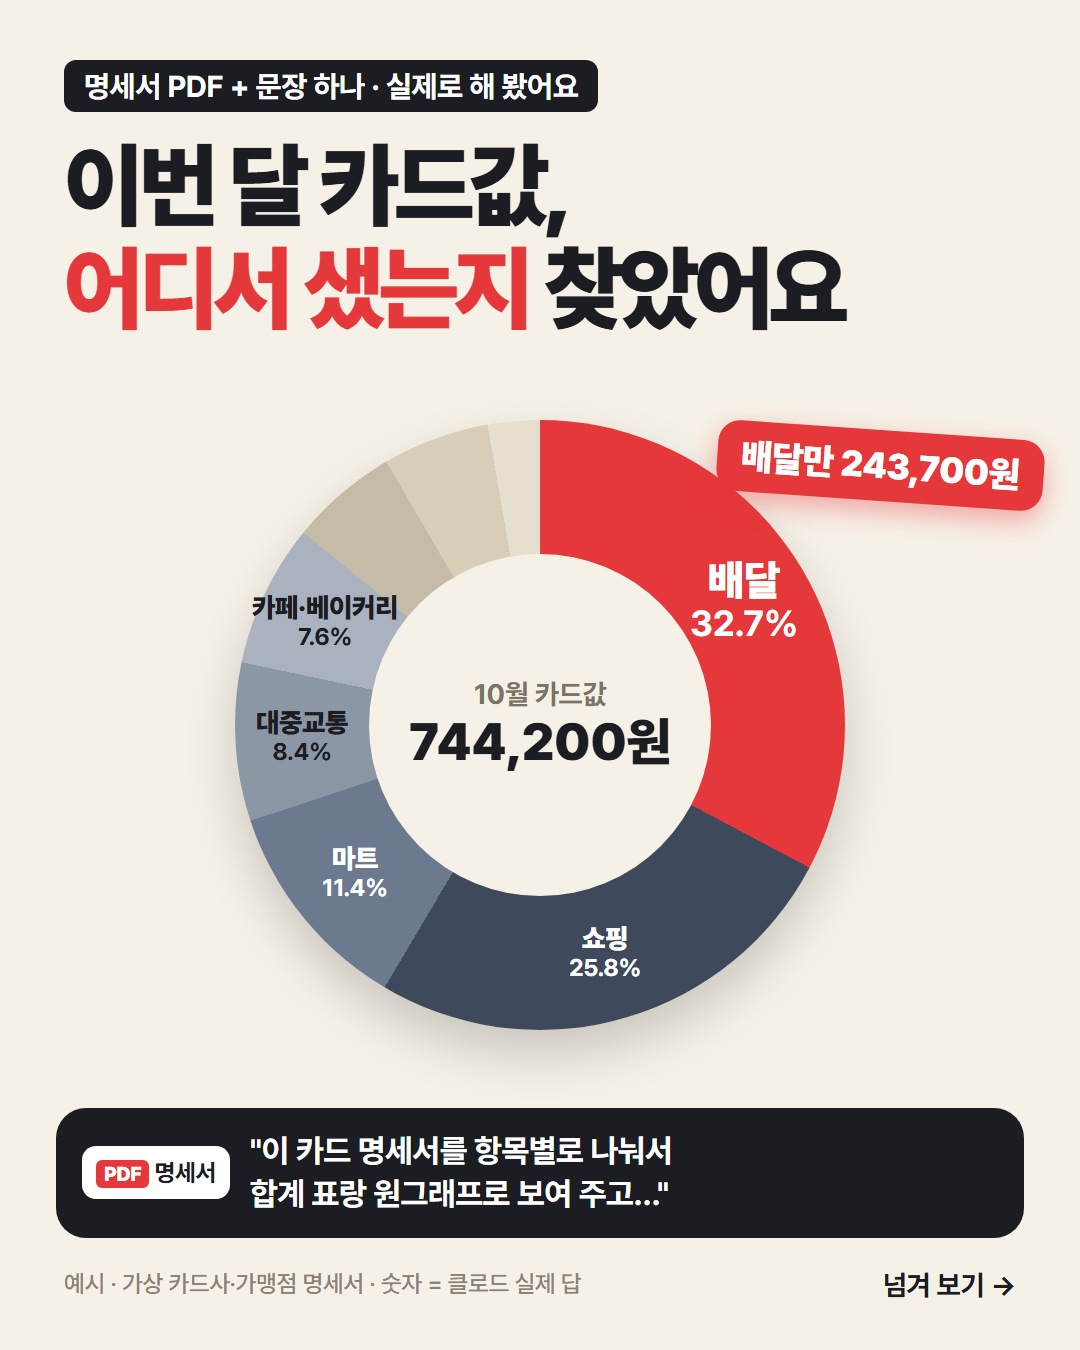 명세서 PDF + 문장 하나 · 실제로 해 봤어요
이번 달 카드값,
어디서 샜는지 찾았어요
배달만 243,700원
배달
32.7%
카페·베이커리
7.6%
10월 카드값
744,200원
대중교통
8.4%
마트
11.4%
쇼핑
25.8%
PDF 명세서
"이 카드 명세서를 항목별로 나눠서
합계 표랑 원그래프로 보여 주고..."
예시 · 가상 카드사·가맹점 명세서 · 숫자 = 클로드 실제 답
넘겨 보기 →